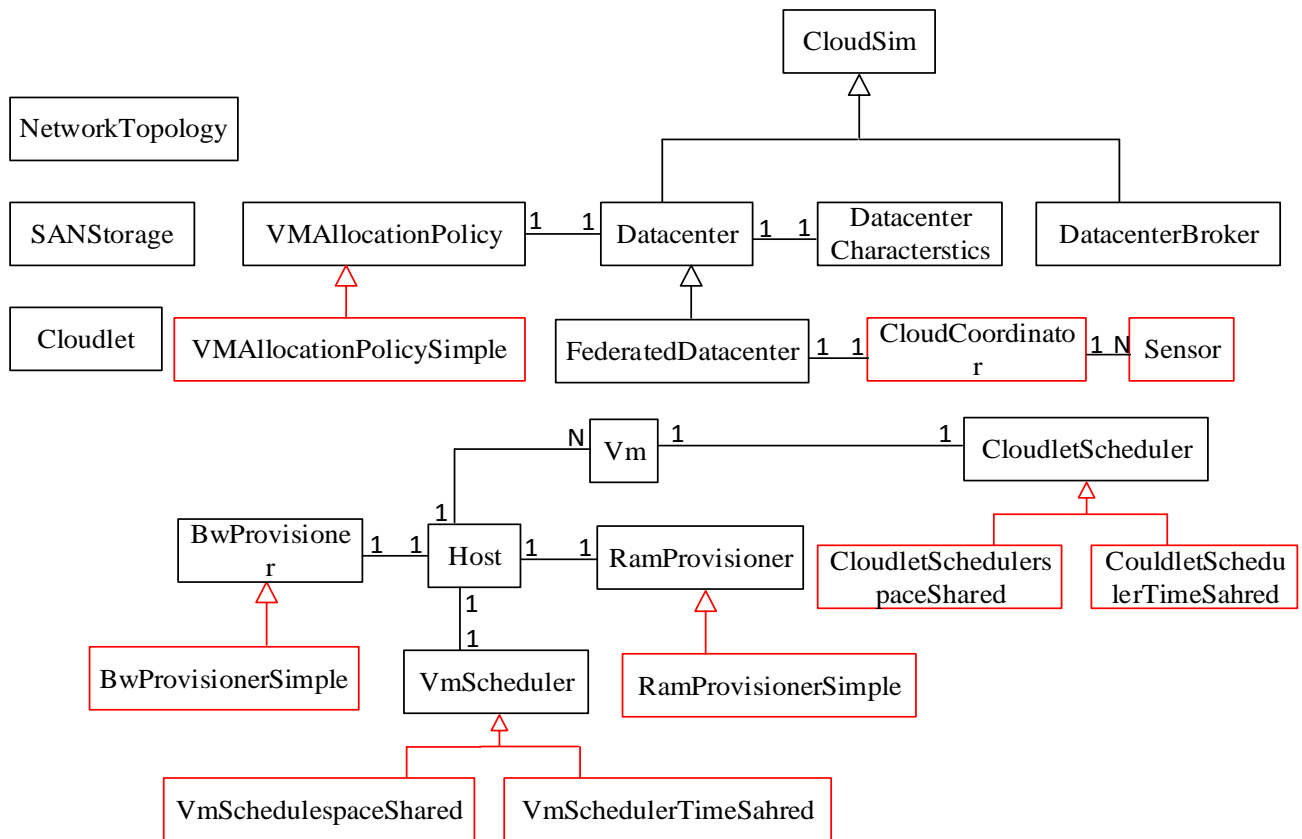 CloudSim
NetworkTopology
SANStorage
VMAllocationPolicy
1
1
Datacenter
1
1
Datacenter
Characterstics
DatacenterBroker
Cloudlet
VMAllocationPolicySimple
FederatedDatacenter
1
1
CloudCoordinato
r
1
N
Sensor
N
Vm
1
1
CloudletScheduler
1
BwProvisione
r
1
1
Host
1
1
RamProvisioner
CloudletSchedulers
paceShared
CouldletSchedu
lerTimeSahred
1
1
BwProvisionerSimple
VmScheduler
RamProvisionerSimple
VmSchedulespaceShared
VmSchedulerTimeSahred